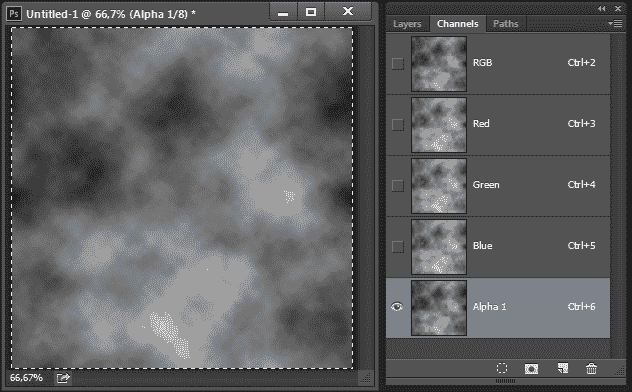 Ps Untitled-1 @ 66,7% (Alpha 1/8) *
66,67%
Layers Channels Paths
RGB Ctrl+2
Red Ctrl+3
Green Ctrl+4
Blue Ctrl+5
Alpha 1 Ctrl+6